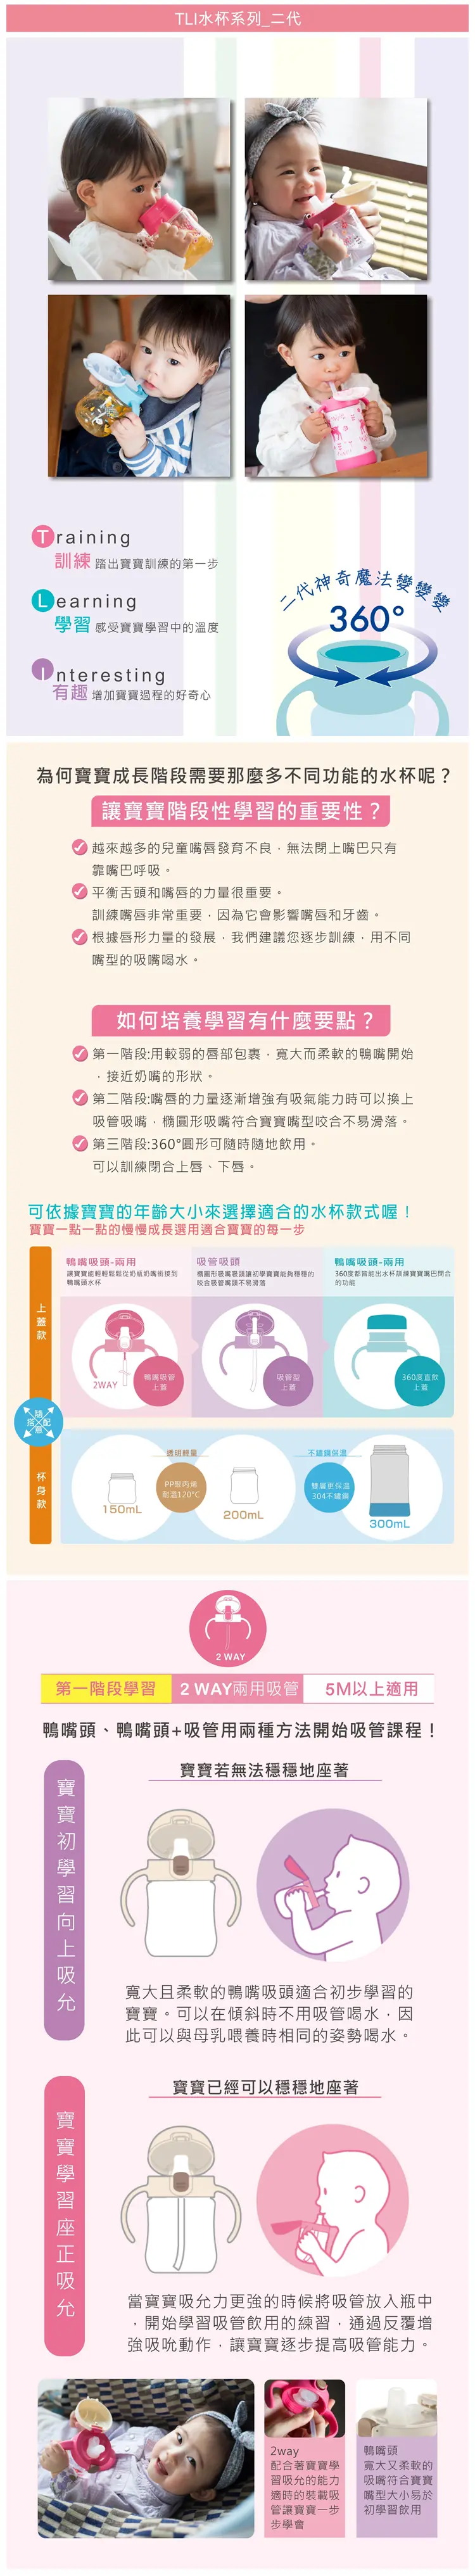 TLI水杯系列_二代
Training
訓練 踏出寶寶訓練的第一步
Learning
學習 感受寶寶學習中的溫度
Interesting
有趣 增加寶寶過程的好奇心
二代神奇魔法變變變
360°
為何寶寶成長階段需要那麼多不同功能的水杯呢？
讓寶寶階段性學習的重要性？
越來越多的兒童嘴唇發育不良，無法閉上嘴巴只有
靠嘴巴呼吸。
平衡舌頭和嘴唇的力量很重要。
訓練嘴唇非常重要，因為它會影響嘴唇和牙齒。
根據唇形力量的發展，我們建議您逐步訓練，用不同
嘴型的吸嘴喝水。
如何培養學習有什麼要點？
第一階段:用較弱的唇部包裹，寬大而柔軟的鴨嘴開始
，接近奶嘴的形狀。
第二階段:嘴唇的力量逐漸增強有吸氣能力時可以換上
吸管吸嘴，橢圓形吸嘴符合寶寶嘴型咬合不易滑落。
第三階段:360°圓形可隨時隨地飲用。
可以訓練閉合上唇、下唇。
可依據寶寶的年齡大小來選擇適合的水杯款式喔！
寶寶一點一點的慢慢成長選用適合寶寶的每一步
上蓋款
鴨嘴吸頭-兩用
讓寶寶能輕輕鬆鬆從奶瓶奶嘴銜接到
鴨嘴頭水杯
2WAY
鴨嘴吸管
上蓋
吸管吸頭
橢圓形吸嘴吸頭讓初學寶寶能夠穩穩的
咬合吸管嘴頭不易滑落
吸管型
上蓋
鴨嘴吸頭-兩用
360度都皆能出水杯訓練寶寶嘴巴閉合
的功能
360度直飲
上蓋
隨意搭配
杯身款
150mL
透明輕量
PP聚丙烯
耐溫120°C
200mL
不鏽鋼保溫
雙層更保溫
304不鏽鋼
300mL
2 WAY
第一階段學習 2 WAY兩用吸管 5M以上適用
鴨嘴頭、鴨嘴頭+吸管用兩種方法開始吸管課程！
寶寶初學習向上吸允
寶寶若無法穩穩地座著
寬大且柔軟的鴨嘴吸頭適合初步學習的
寶寶。可以在傾斜時不用吸管喝水，因
此可以與母乳喂養時相同的姿勢喝水。
寶寶學習座正吸允
寶寶已經可以穩穩地座著
當寶寶吸允力更強的時候將吸管放入瓶中
，開始學習吸管飲用的練習，通過反覆增
強吸吮動作，讓寶寶逐步提高吸管能力。
2way
配合著寶寶學
習吸允的能力
適時的裝載吸
管讓寶寶一步
步學會
鴨嘴頭
寬大又柔軟的
吸嘴符合寶寶
嘴型大小易於
初學習飲用